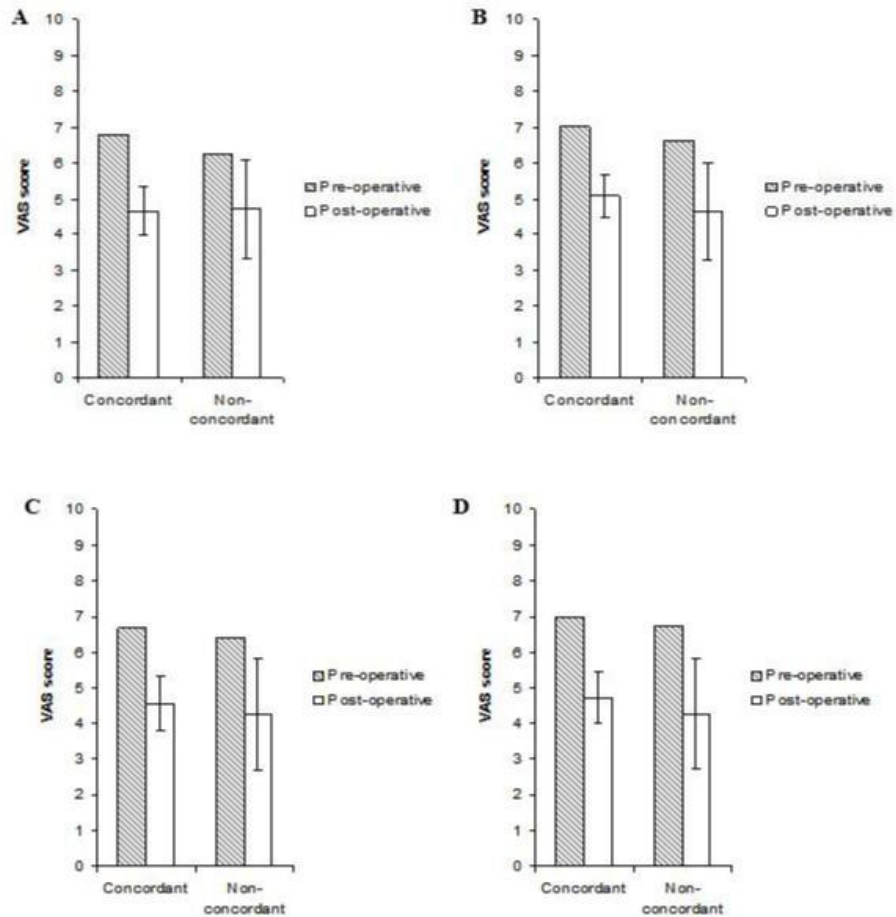 A
10
9
8
7
6
5
4
3
2
1
0
VAS score
Concordant
Non-
concordant
Pre-operative
Post-operative
B
10
9
8
7
6
5
4
3
2
1
0
VAS score
Concordant
Non-
concordant
Pre-operative
Post-operative
C
10
9
8
7
6
5
4
3
2
1
0
VAS score
Concordant
Non-
concordant
Pre-operative
Post-operative
D
10
9
8
7
6
5
4
3
2
1
0
VAS score
Concordant
Non-
concordant
Pre-operative
Post-operative